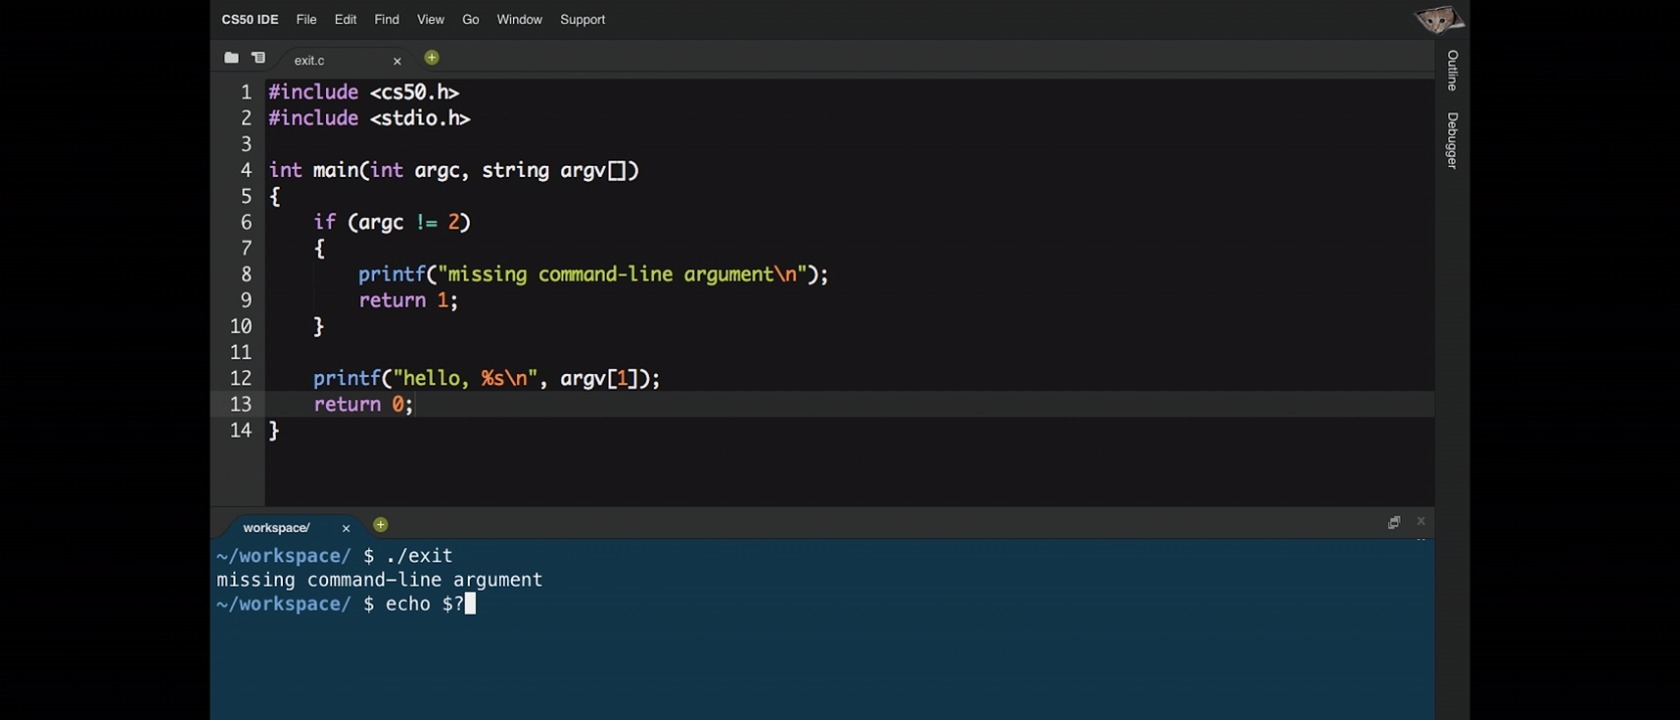 CS50 IDE File Edit Find View Go Window Support
exit.c
Outline
Debugger
1 #include <cs50.h>
2 #include <stdio.h>
3
4 int main(int argc, string argv[])
5 {
6     if (argc != 2)
7     {
8         printf("missing command-line argument\n");
9         return 1;
10     }
11
12     printf("hello, %s\n", argv[1]);
13     return 0;
14 }
workspace/
~/workspace/ $ ./exit
missing command-line argument
~/workspace/ $ echo $?